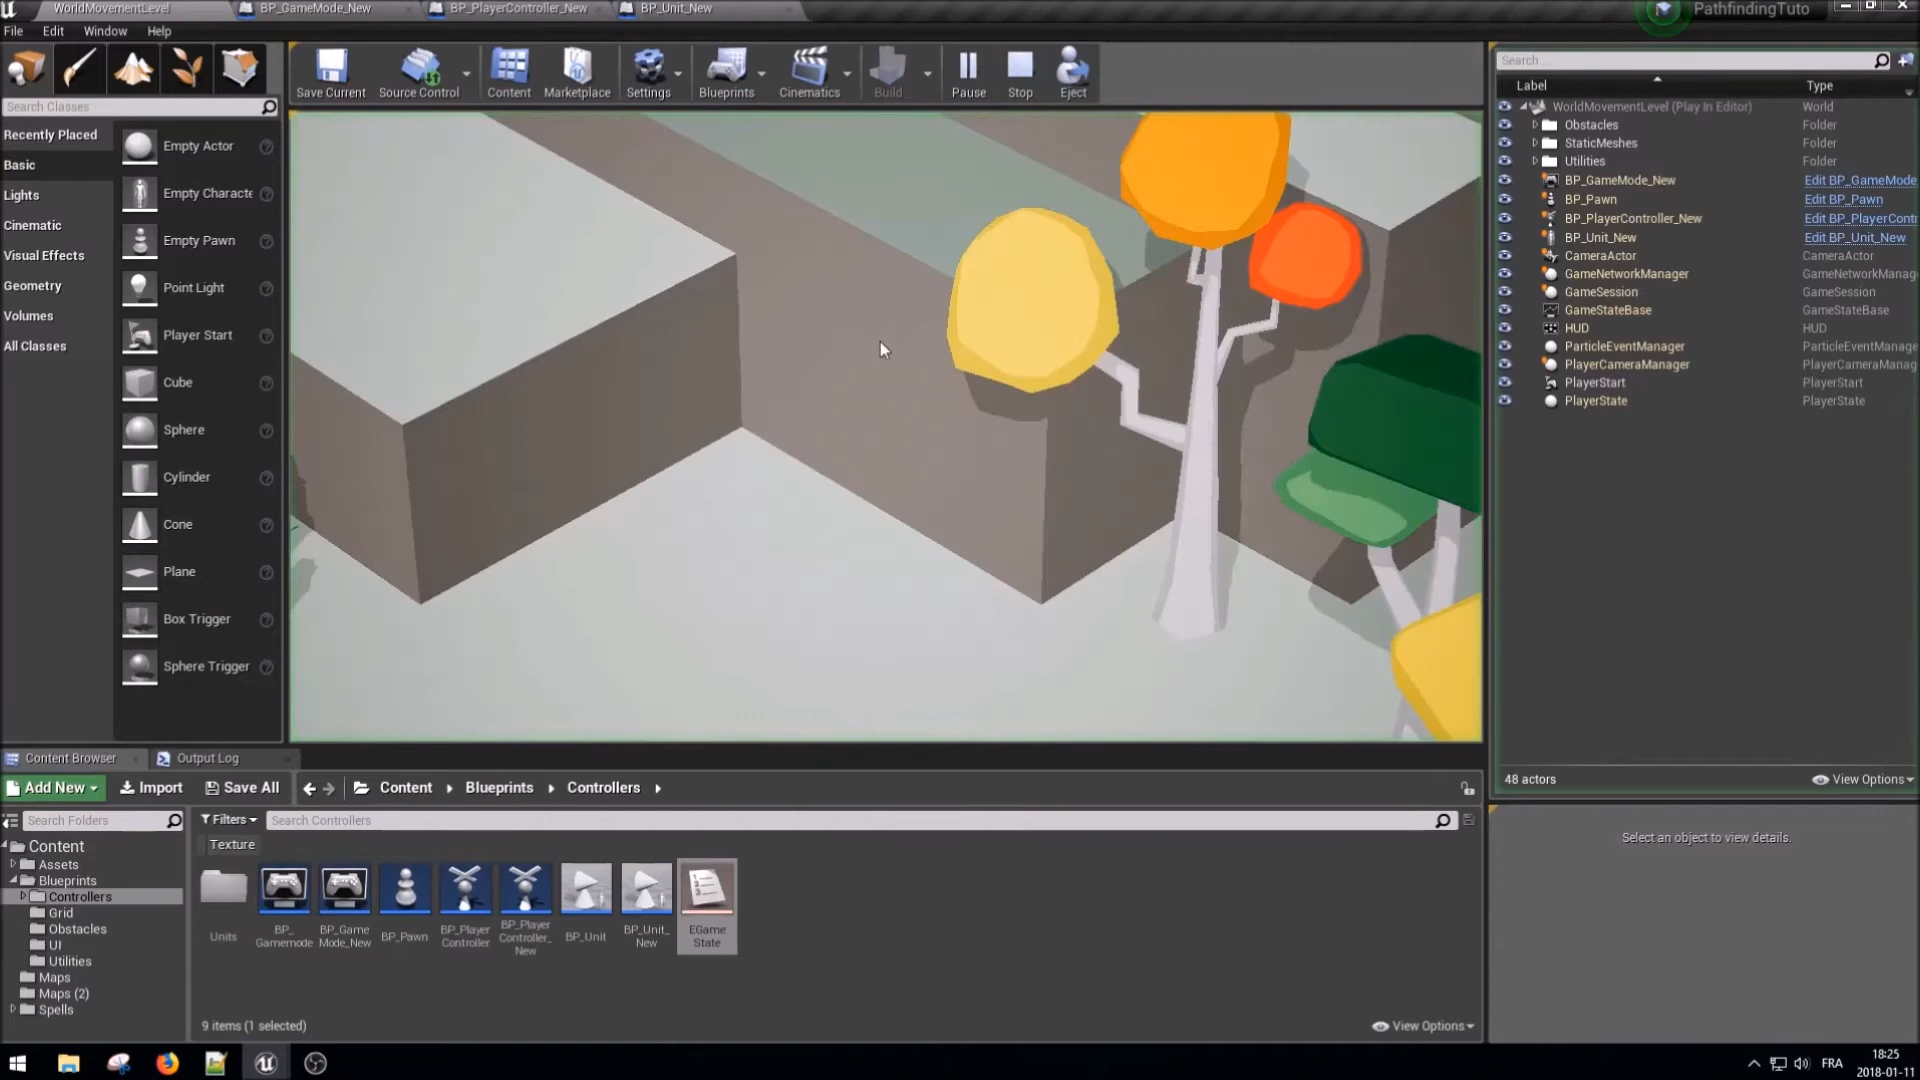 WorldMovementLevel
BP_GameMode_New
BP_PlayerController_New
BP_Unit_New
PathfindingTuto
File
Edit
Window
Help
Save Current
Source Control
Content
Marketplace
Settings
Blueprints
Cinematics
Build
Pause
Stop
Eject
Search Classes
Recently Placed
Basic
Lights
Cinematic
Visual Effects
Geometry
Volumes
All Classes
Empty Actor
Empty Characte
Empty Pawn
Point Light
Player Start
Cube
Sphere
Cylinder
Cone
Plane
Box Trigger
Sphere Trigger
Search...
Label
Type
WorldMovementLevel (Play In Editor)
World
Obstacles
Folder
StaticMeshes
Folder
Utilities
Folder
BP_GameMode_New
Edit BP_GameMode
BP_Pawn
Edit BP_Pawn
BP_PlayerController_New
Edit BP_PlayerContr
BP_Unit_New
Edit BP_Unit_New
CameraActor
CameraActor
GameNetworkManager
GameNetworkManag
GameSession
GameSession
GameStateBase
GameStateBase
HUD
HUD
ParticleEventManager
ParticleEventManage
PlayerCameraManager
PlayerCameraManag
PlayerStart
PlayerStart
PlayerState
PlayerState
48 actors
View Options
Select an object to view details.
Content Browser
Output Log
Add New
Import
Save All
Content
Blueprints
Controllers
Search Folders
Filters
Search Controllers
Texture
Content
Assets
Blueprints
Controllers
Grid
Obstacles
UI
Utilities
Maps
Maps (2)
Spells
Units
BP_
Gamemode
BP_Game
Mode_New
BP_Pawn
BP_Player
Controller
BP_Player
Controller_
New
BP_Unit
BP_Unit_
New
EGame
State
9 items (1 selected)
View Options
FRA
18:25
2018-01-11